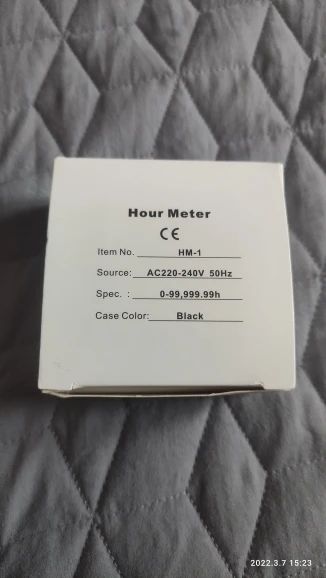 Hour Meter
CE
Item No. HM-1
Source: AC220-240V 50Hz
Spec. : 0-99,999.99h
Case Color: Black
2022.3.7 15:23